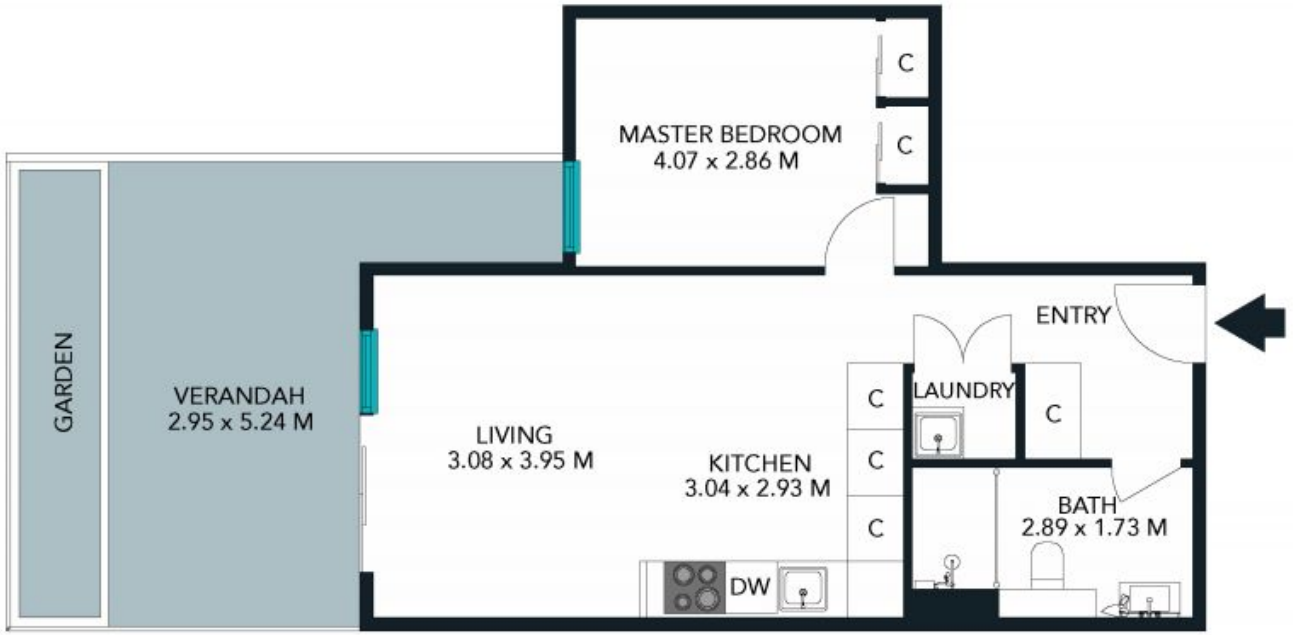 C
MASTER BEDROOM
4.07 x 2.86 M
C
ENTRY
GARDEN
VERANDAH
2.95 x 5.24 M
LAUNDRY
C
C
LIVING
3.08 x 3.95 M
KITCHEN
3.04 x 2.93 M
C
C
BATH
2.89 x 1.73 M
DW